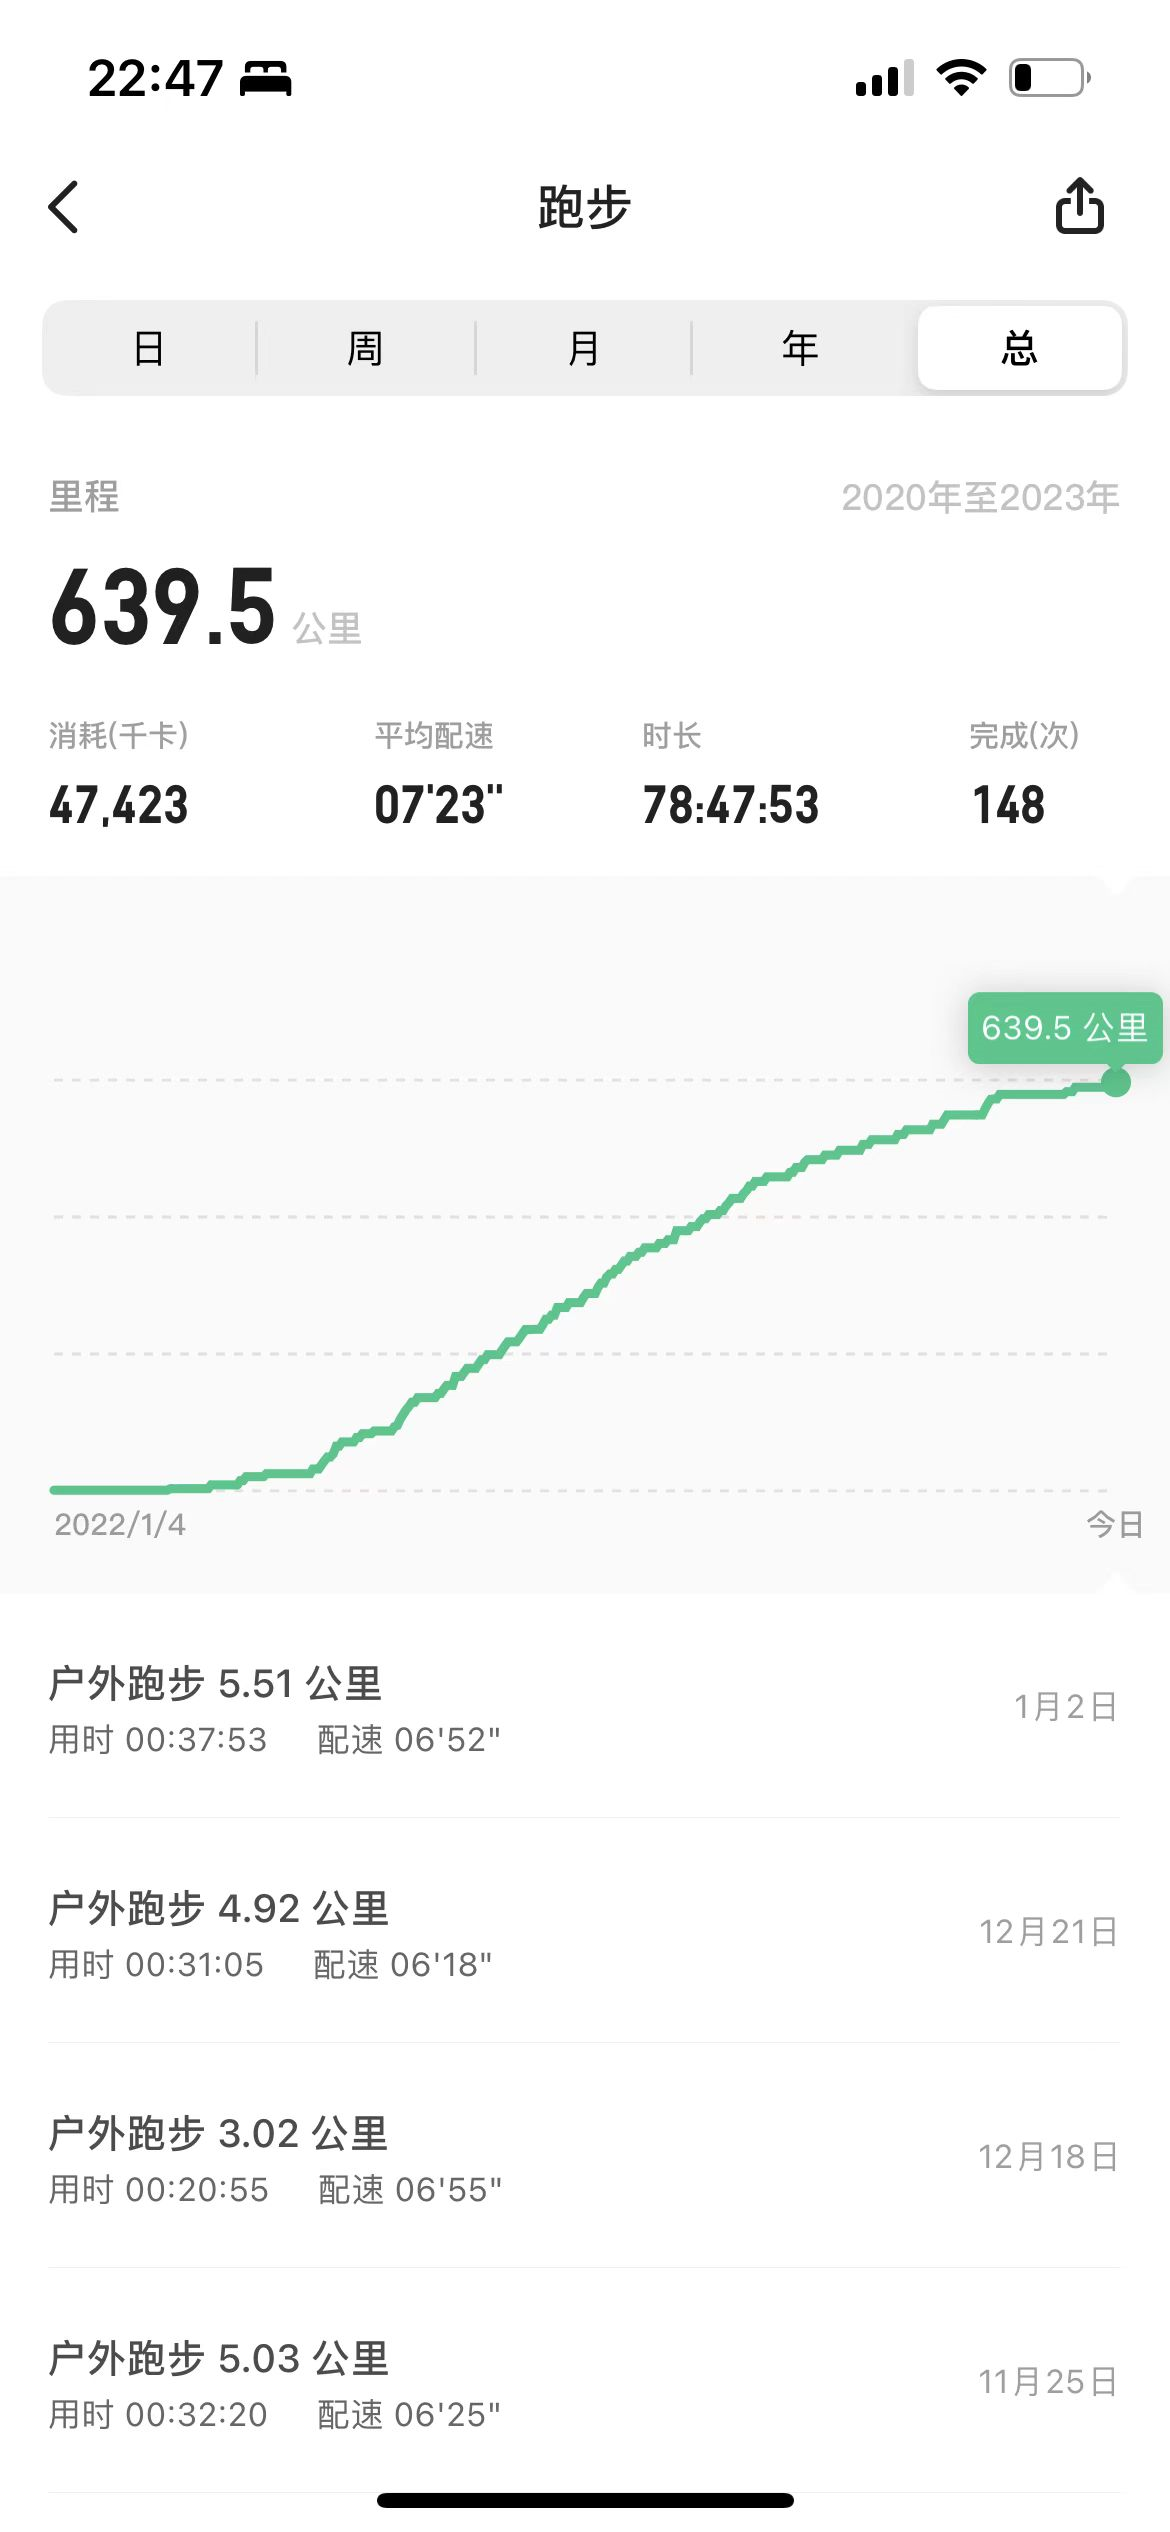 22:47
跑步
日 周 月 年 总
里程 2020年至2023年
639.5 公里
消耗(千卡) 平均配速 时长 完成(次)
47,423 07'23" 78:47:53 148
639.5 公里
2022/1/4 今日
户外跑步 5.51 公里
1月2日
用时 00:37:53 配速 06'52"
户外跑步 4.92 公里
12月21日
用时 00:31:05 配速 06'18"
户外跑步 3.02 公里
12月18日
用时 00:20:55 配速 06'55"
户外跑步 5.03 公里
11月25日
用时 00:32:20 配速 06'25"